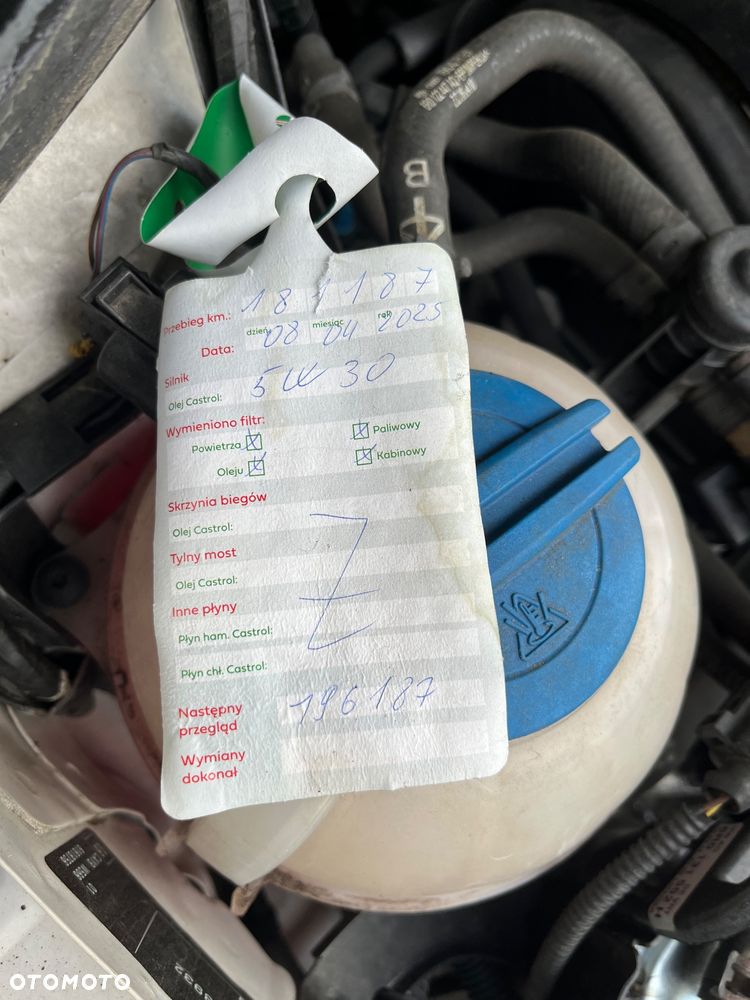 B
Przebieg km.: 181187
dzień miesiąc rok
Data: 08 04 2025
Silnik
Olej Castrol: 5W30
Wymieniono filtr:
Powietrza Paliwowy
Oleju Kabinowy
Skrzynia biegów
Olej Castrol:
Tylny most
Olej Castrol:
Inne płyny
Płyn ham. Castrol:
Płyn chł. Castrol:
Następny
przegląd 196187
Wymiany
dokonał
OTOMOTO